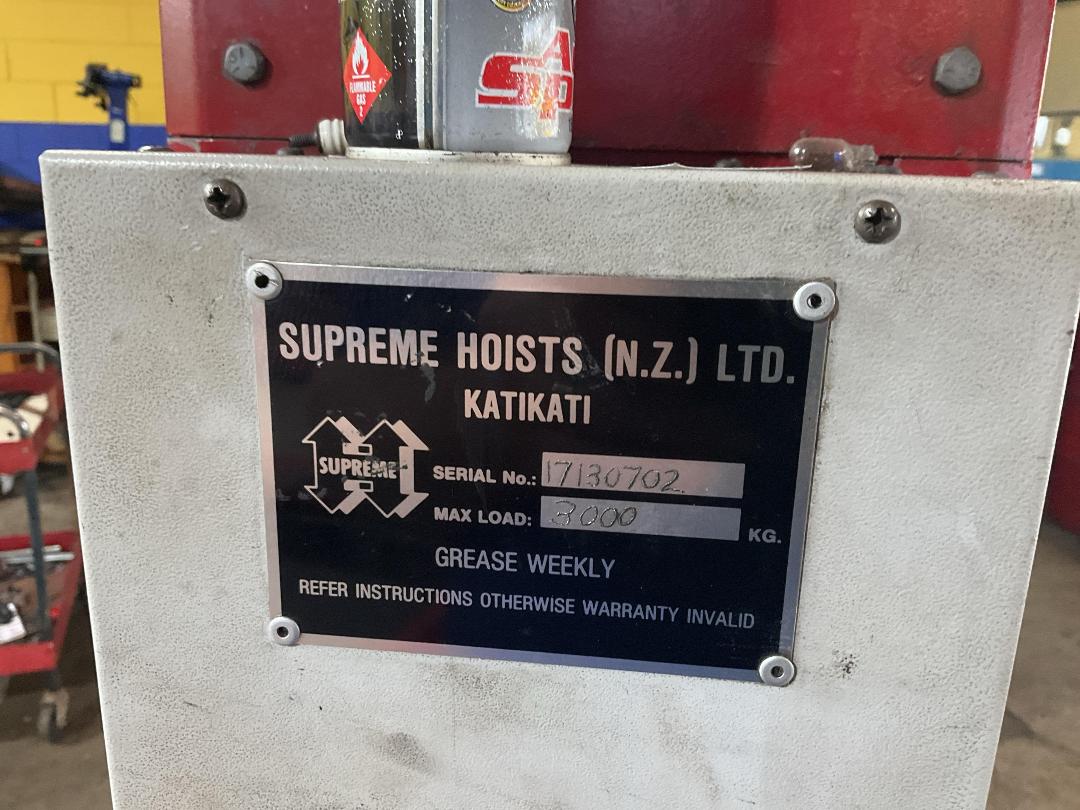 FLAMMABLE
GAS
2
SUPREME HOISTS (N.Z.) LTD.
KATIKATI
SUPREME
SERIAL No.: 17130702
MAX LOAD: 3000 KG.
GREASE WEEKLY
REFER INSTRUCTIONS OTHERWISE WARRANTY INVALID